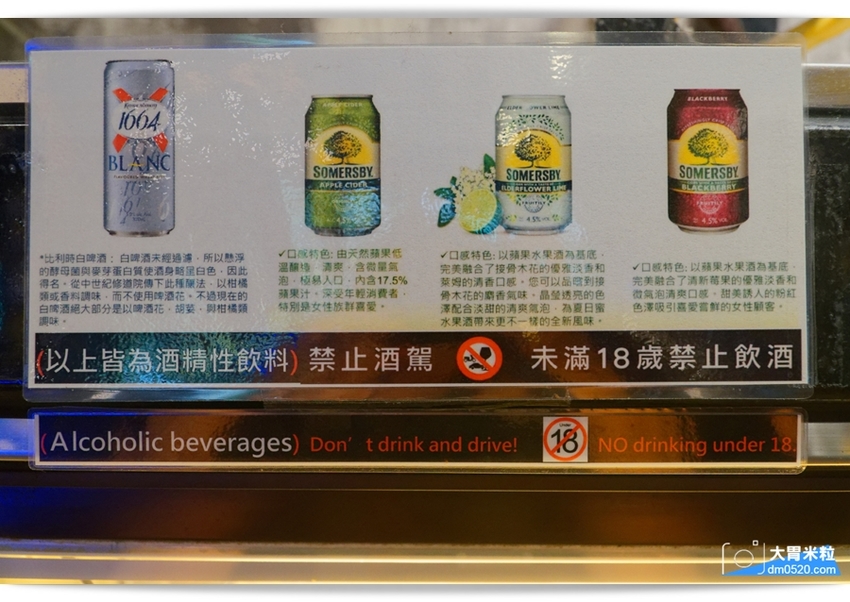 1664
BLANC
APPLE CIDER
SOMERSBY
APPLE CIDER
ELDERFLOWER LIME
SOMERSBY
ELDERFLOWER LIME
4.5%
BLACKBERRY
SOMERSBY
BLACKBERRY
4.5%
*比利時白啤酒：白啤酒未經過濾，所以懸浮
的酵母菌與麥芽蛋白質使酒身略呈白色，因此
得名。從中世紀修道院傳下此種釀法，以柑橘
類或香料調味，而不使用啤酒花。不過現在的
白啤酒絕大部分是以啤酒花，胡荽，與柑橘類
調味。
✓口感特色: 由天然蘋果低
溫釀造，清爽，含微量氣
泡，極易入口，內含17.5%
蘋果汁，深受年輕消費者，
特別是女性族群喜愛。
✓口感特色: 以蘋果水果酒為基底，
完美融合了接骨木花的優雅淡香和
萊姆的清香口感，您可以品嚐到接
骨木花的麝香氣味，晶瑩透亮的色
澤配合淡甜的清爽氣泡，為夏日蜜
水果酒帶來更不一樣的全新風味。
✓口感特色: 以蘋果水果酒為基底，
完美融合了清新莓果的優雅淡香和
微氣泡清爽口感，甜美誘人的粉紅
色澤吸引喜愛嘗鮮的女性顧客。
(以上皆為酒精性飲料) 禁止酒駕 未滿18歲禁止飲酒
(Alcoholic beverages) Don't drink and drive! 18 NO drinking under 18.
大胃米粒
dm0520.com